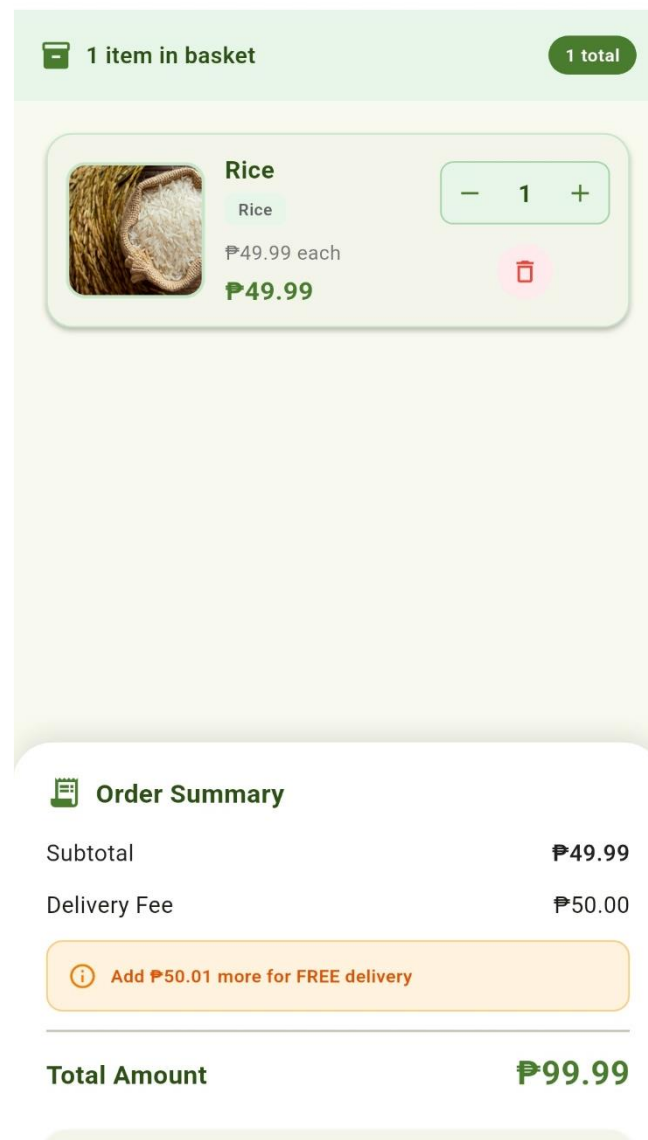 1 item in basket
1 total
Rice
Rice
₱49.99 each
₱49.99
− 1 +
Order Summary
Subtotal ₱49.99
Delivery Fee ₱50.00
Add ₱50.01 more for FREE delivery
Total Amount ₱99.99